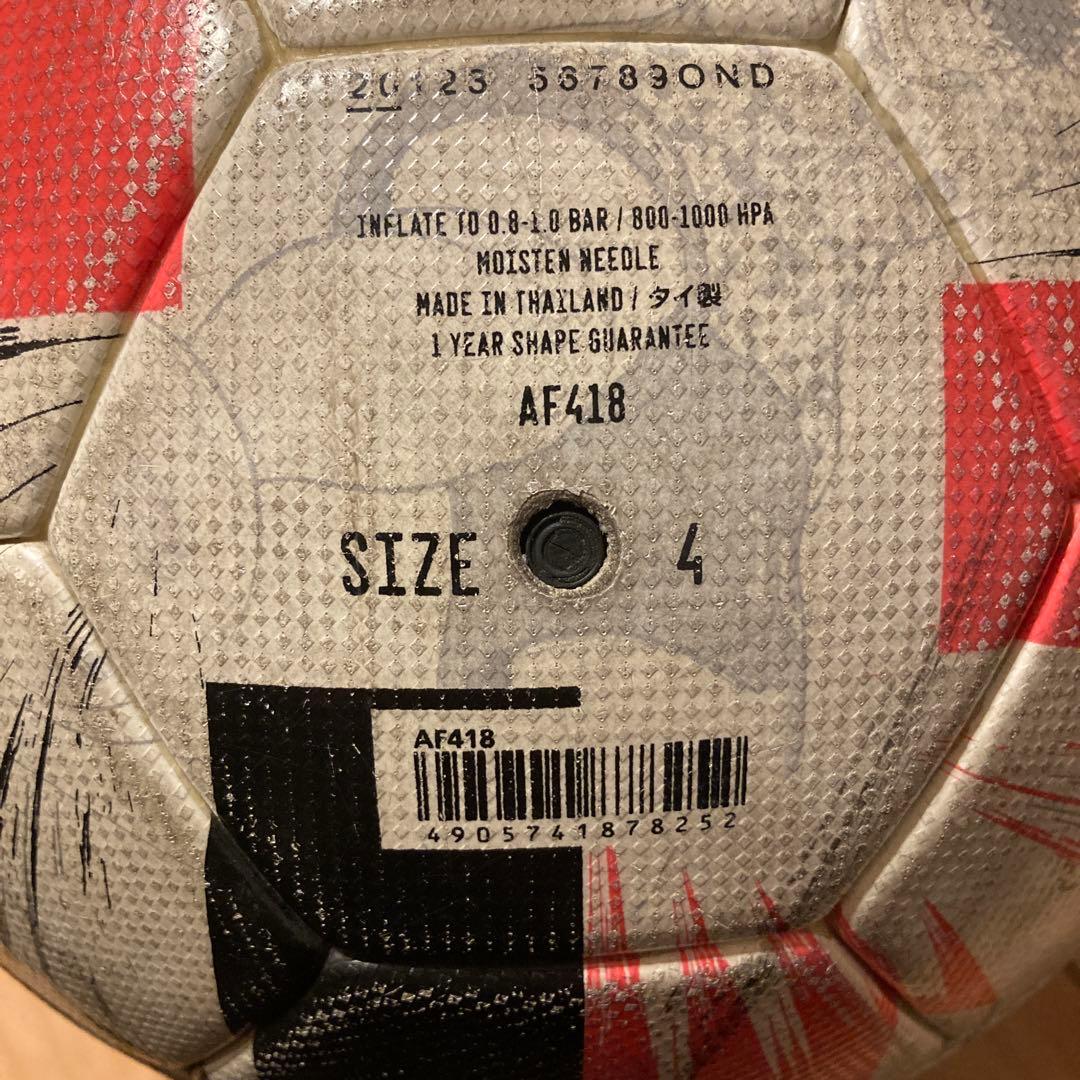 20123 56789OND
INFLATE TO 0.8-1.0 BAR / 800-1000 HPA
MOISTEN NEEDLE
MADE IN THAILAND / タイ製
1 YEAR SHAPE GUARANTEE
AF418
SIZE 4
AF418
4905741878252